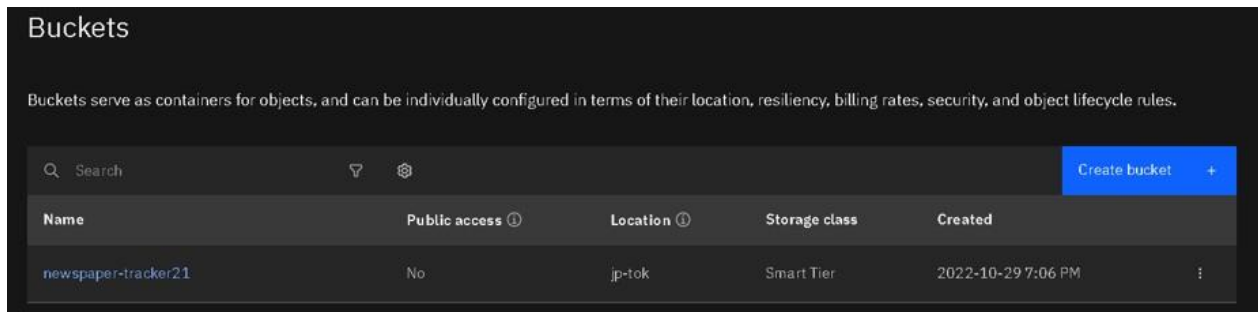 Buckets
Buckets serve as containers for objects, and can be individually configured in terms of their location, resiliency, billing rates, security, and object lifecycle rules.
Search Create bucket +
Name Public access Location Storage class Created
newspaper-tracker21 No jp-tok Smart Tier 2022-10-29 7:06 PM